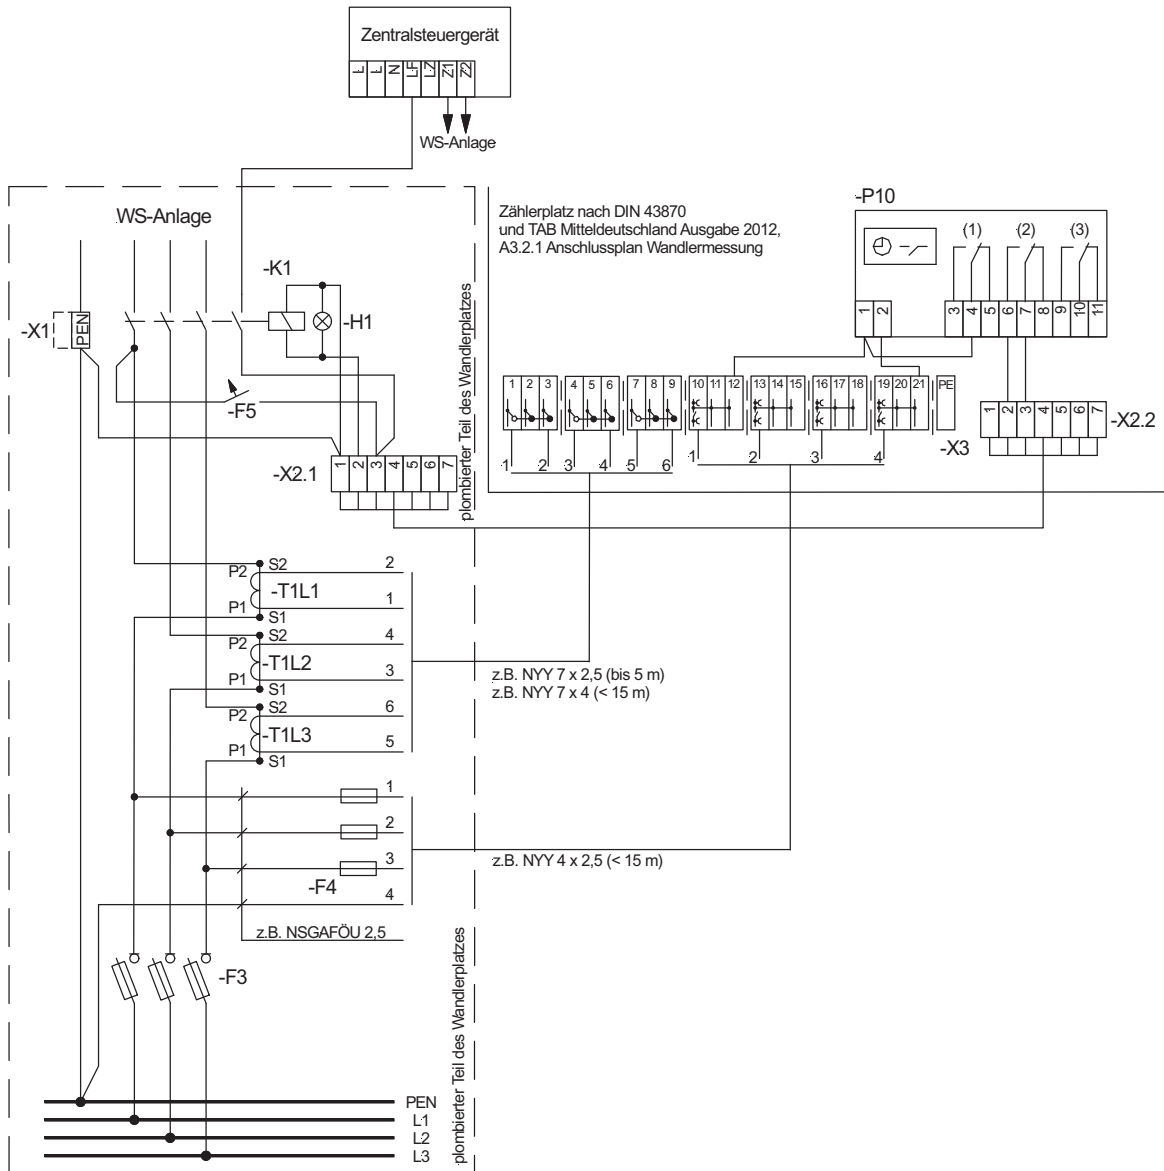 Zentralsteuergerät
L L N LF LZ Z1 Z2
WS-Anlage
WS-Anlage
Zählerplatz nach DIN 43870
und TAB Mitteldeutschland Ausgabe 2012,
A3.2.1 Anschlussplan Wandlermessung
-P10
(1) (2) (3)
1 2 3 4 5 6 7 8 9 10 11
-K1
-H1
-X1
PEN
-F5
plombierter Teil des Wandlerplatzes
1 2 3 4 5 6 7 8 9 10 11 12 13 14 15 16 17 18 19 20 21 PE
1 2 3 4 5 6 1 2 3 4
-X3
1 2 3 4 5 6 7
-X2.2
-X2.1
1 2 3 4 5 6 7
P2 S2 2
-T1L1
P1 S1 1
P2 S2 4
-T1L2
P1 S1 3
P2 S2 6
-T1L3
P1 S1 5
z.B. NYY 7 x 2,5 (bis 5 m)
z.B. NYY 7 x 4 (< 15 m)
1
2
3
-F4
4
z.B. NYY 4 x 2,5 (< 15 m)
z.B. NSGAFÖU 2,5
-F3
plombierter Teil des Wandlerplatzes
PEN
L1
L2
L3